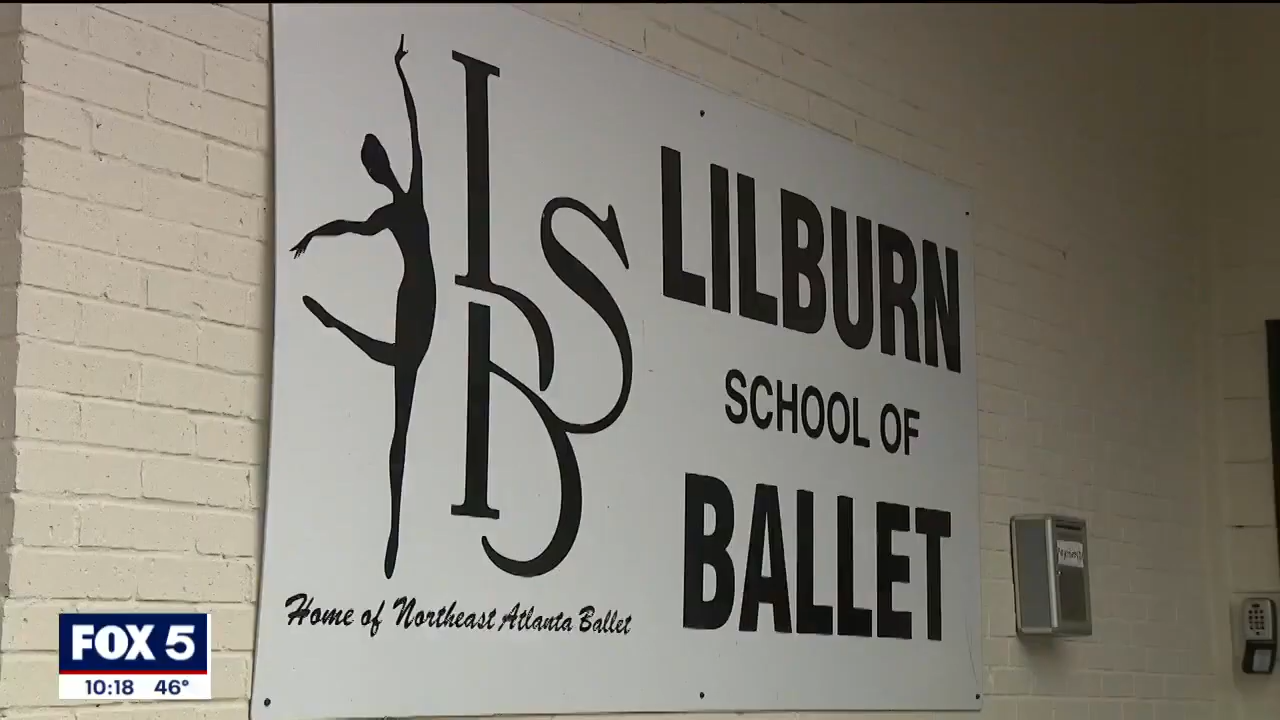 LSB
LILBURN
SCHOOL OF
BALLET
Home of Northeast Atlanta Ballet
FOX 5
10:18 46°